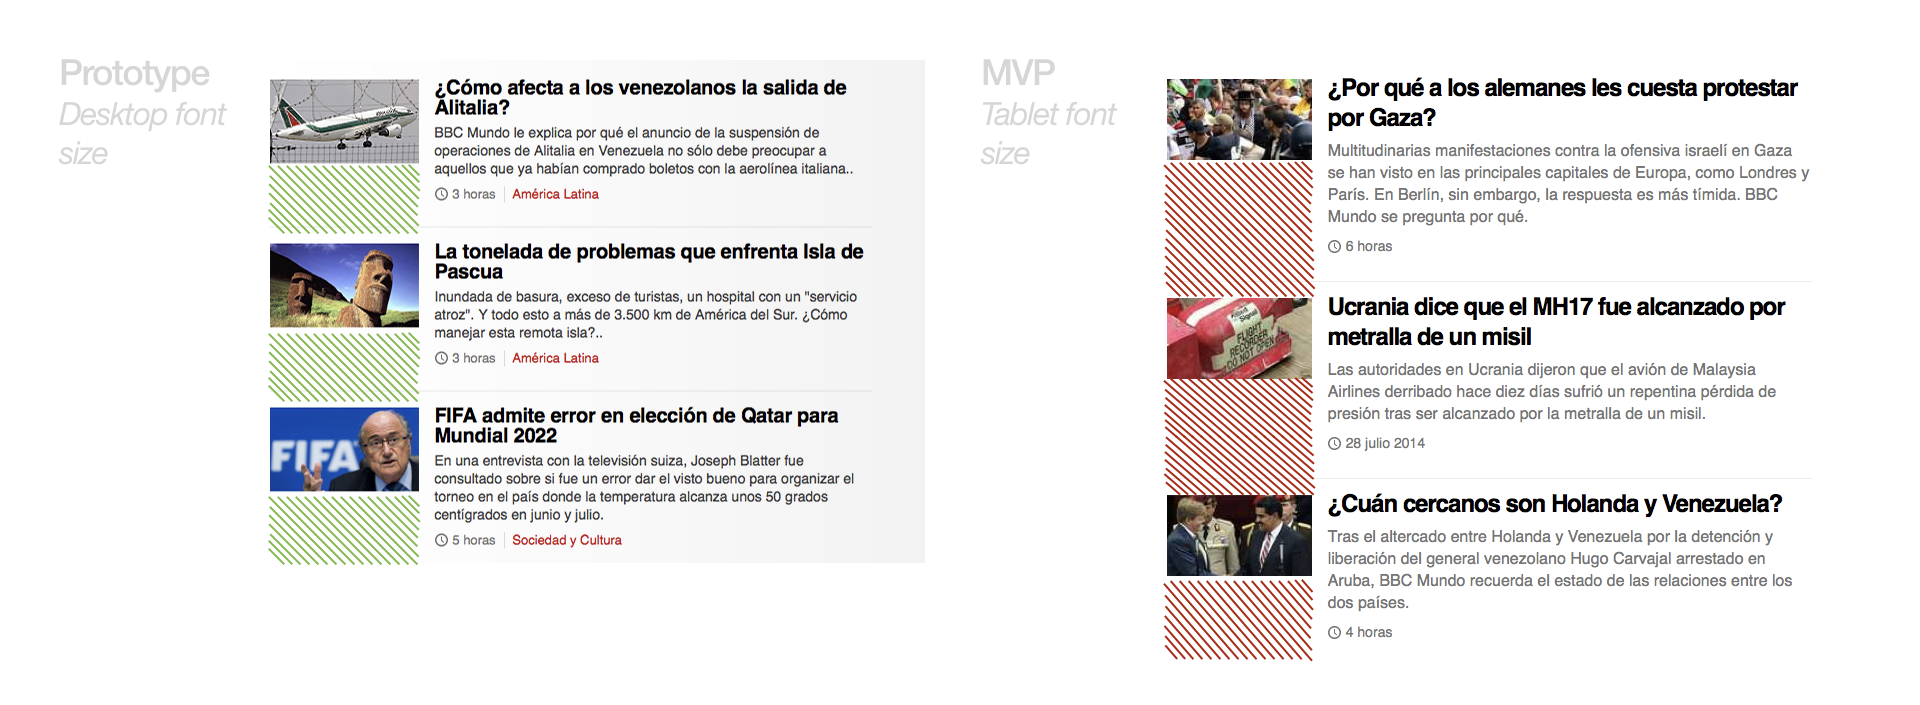 Prototype
Desktop font
size
¿Cómo afecta a los venezolanos la salida de
Alitalia?
BBC Mundo le explica por qué el anuncio de la suspensión de
operaciones de Alitalia en Venezuela no sólo debe preocupar a
aquellos que ya habían comprado boletos con la aerolínea italiana..
3 horas América Latina
La tonelada de problemas que enfrenta Isla de
Pascua
Inundada de basura, exceso de turistas, un hospital con un "servicio
atroz". Y todo esto a más de 3.500 km de América del Sur. ¿Cómo
manejar esta remota isla?..
3 horas América Latina
FIFA
FIFA admite error en elección de Qatar para
Mundial 2022
En una entrevista con la televisión suiza, Joseph Blatter fue
consultado sobre si fue un error dar el visto bueno para organizar el
torneo en el país donde la temperatura alcanza unos 50 grados
centígrados en junio y julio.
5 horas Sociedad y Cultura
MVP
Tablet font
size
¿Por qué a los alemanes les cuesta protestar
por Gaza?
Multitudinarias manifestaciones contra la ofensiva israelí en Gaza
se han visto en las principales capitales de Europa, como Londres y
París. En Berlín, sin embargo, la respuesta es más tímida. BBC
Mundo se pregunta por qué.
6 horas
FLIGHT
RECORDER
DO NOT OPEN
Ucrania dice que el MH17 fue alcanzado por
metralla de un misil
Las autoridades en Ucrania dijeron que el avión de Malaysia
Airlines derribado hace diez días sufrió un repentina pérdida de
presión tras ser alcanzado por la metralla de un misil.
28 julio 2014
¿Cuán cercanos son Holanda y Venezuela?
Tras el altercado entre Holanda y Venezuela por la detención y
liberación del general venezolano Hugo Carvajal arrestado en
Aruba, BBC Mundo recuerda el estado de las relaciones entre los
dos países.
4 horas